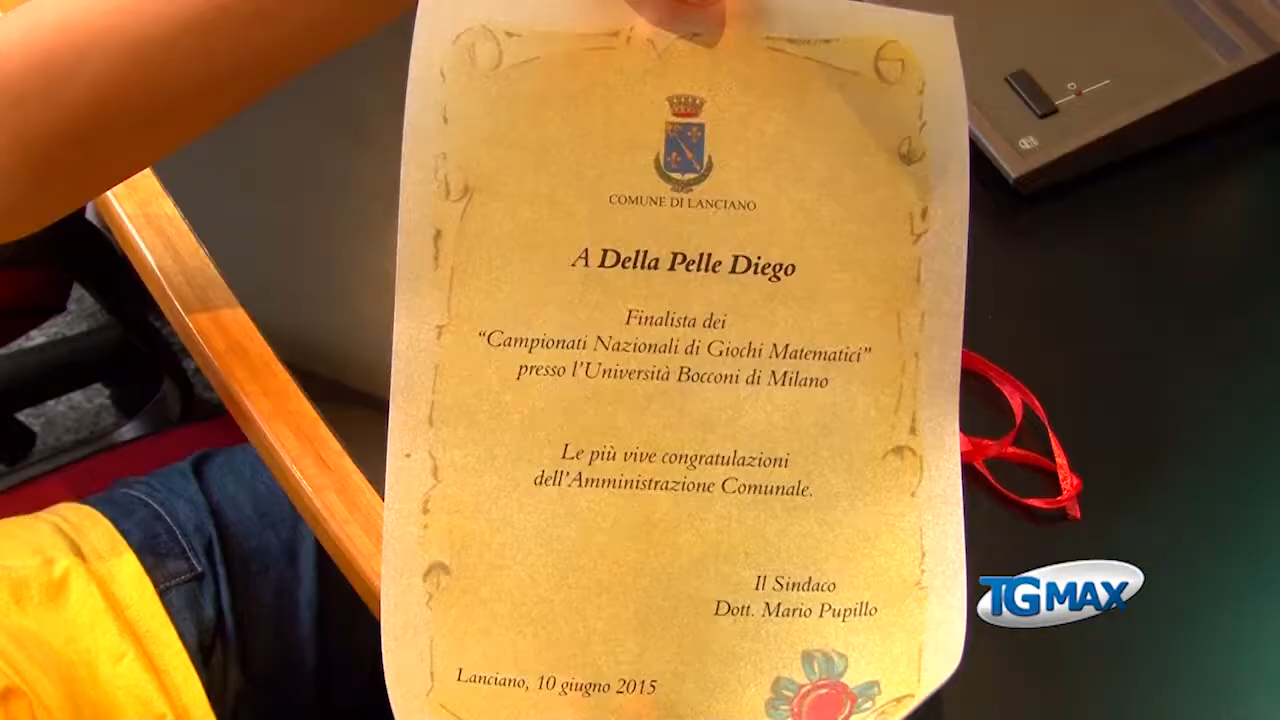 COMUNE DI LANCIANO
A Della Pelle Diego
Finalista dei
“Campionati Nazionali di Giochi Matematici”
presso l’Università Bocconi di Milano
Le più vive congratulazioni
dell’Amministrazione Comunale.
Il Sindaco
Dott. Mario Pupillo
Lanciano, 10 giugno 2015
TGMAX